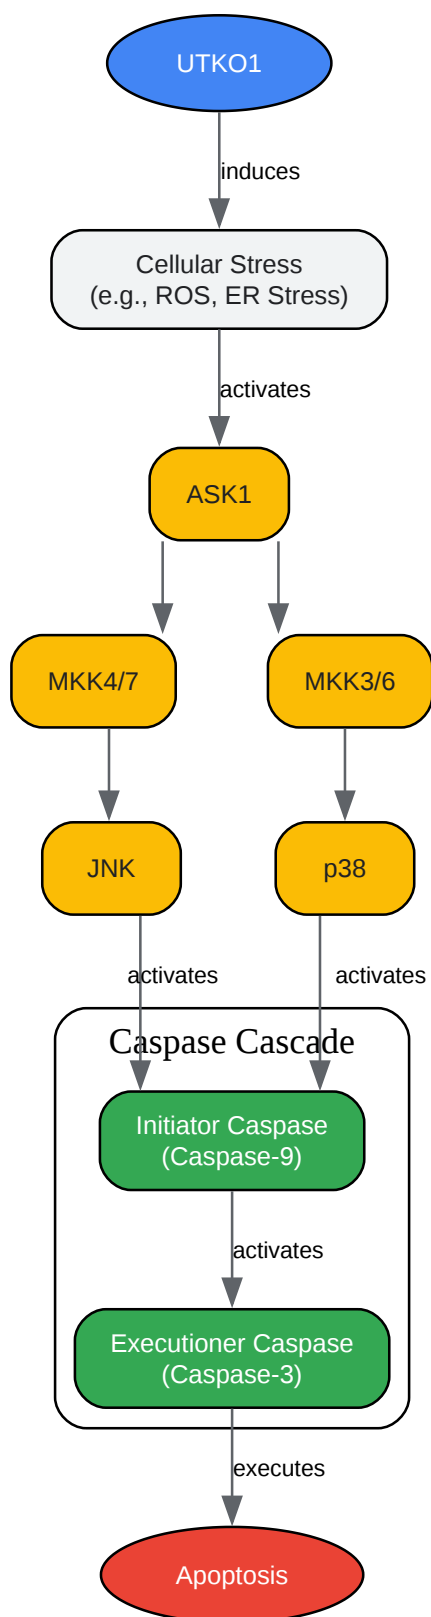 UTKO1
induces
Cellular Stress
(e.g., ROS, ER Stress)
activates
ASK1
MKK4/7
MKK3/6
JNK
p38
activates
activates
Caspase Cascade
Initiator Caspase
(Caspase-9)
activates
Executioner Caspase
(Caspase-3)
executes
Apoptosis